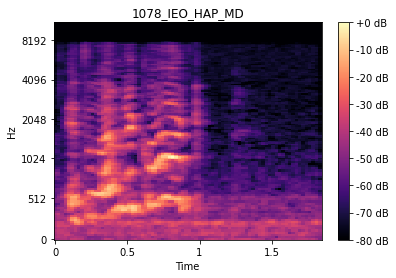 1078_IEO_HAP_MD
+0 dB
8192
-10 dB
4096
-20 dB
-30 dB
2048
Hz
-40 dB
1024
-50 dB
-60 dB
512
-70 dB
0
-80 dB
0 0.5 1 1.5
Time